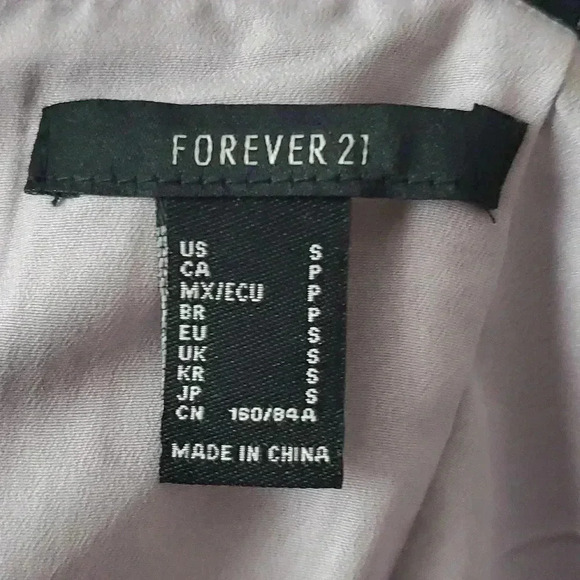 FOREVER 21
US S
CA P
MX/ECU P
BR P
EU S
UK S
KR S
JP S
CN 160/84A
MADE IN CHINA